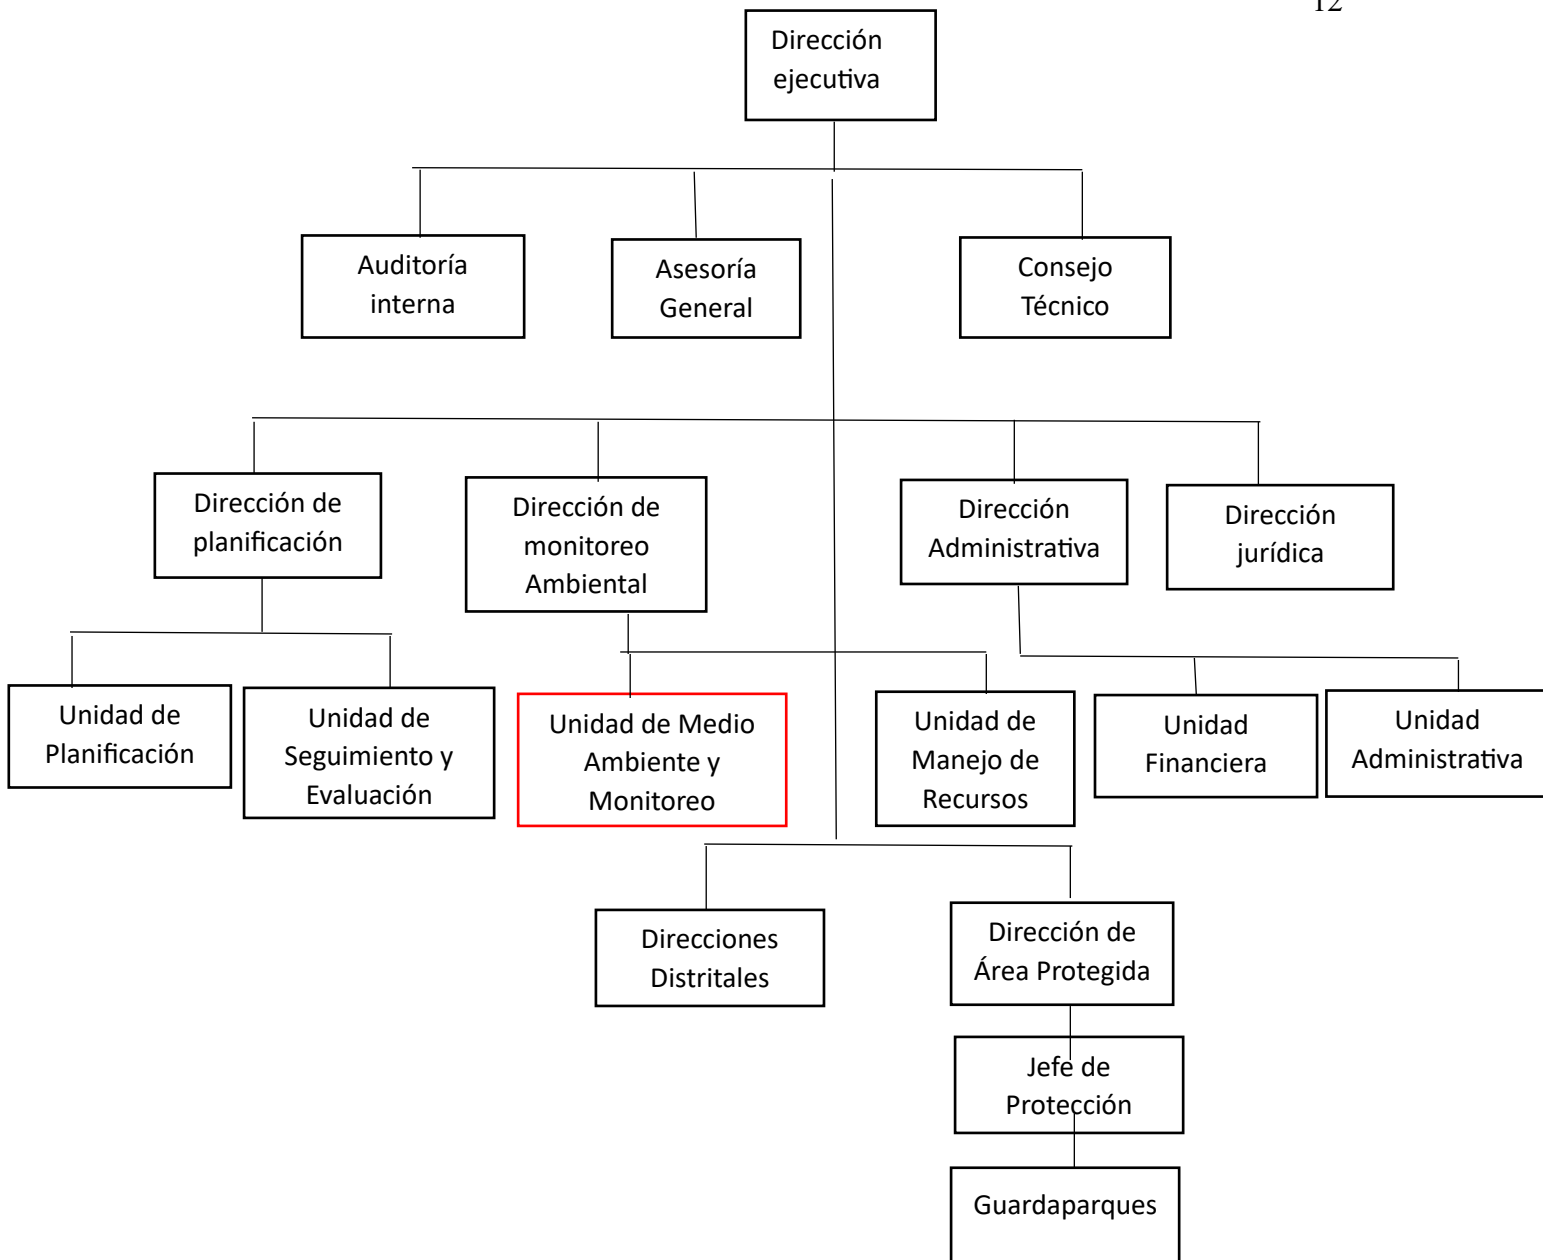 12
Dirección
ejecutiva
Auditoría
interna
Asesoría
General
Consejo
Técnico
Dirección de
planificación
Dirección de
monitoreo
Ambiental
Dirección
Administrativa
Dirección
jurídica
Unidad de
Planificación
Unidad de
Seguimiento y
Evaluación
Unidad de Medio
Ambiente y
Monitoreo
Unidad de
Manejo de
Recursos
Unidad
Financiera
Unidad
Administrativa
Direcciones
Distritales
Dirección de
Área Protegida
Jefe de
Protección
Guardaparques